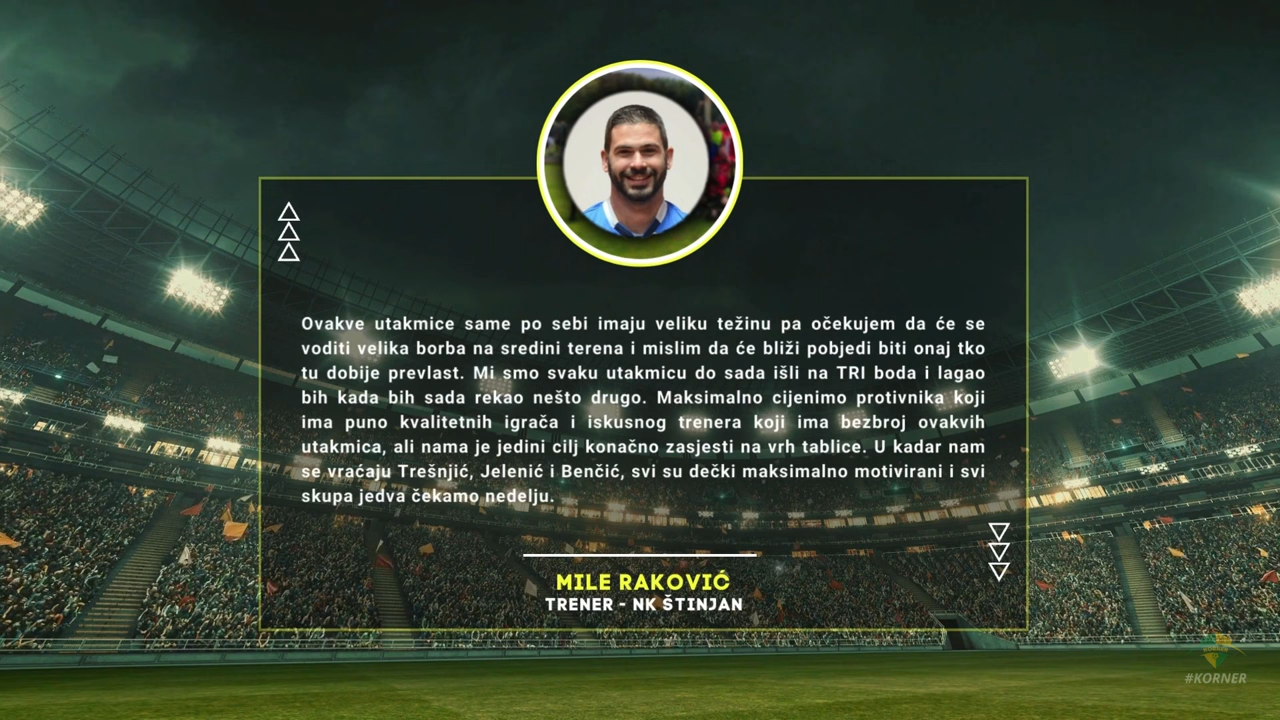 Ovakve utakmice same po sebi imaju veliku težinu pa očekujem da će se
voditi velika borba na sredini terena i mislim da će bliži pobjedi biti onaj tko
tu dobije prevlast. Mi smo svaku utakmicu do sada išli na TRI boda i lagao
bih kada bih sada rekao nešto drugo. Maksimalno cijenimo protivnika koji
ima puno kvalitetnih igrača i iskusnog trenera koji ima bezbroj ovakvih
utakmica, ali nama je jedini cilj konačno zasjesti na vrh tablice. U kadar nam
se vraćaju Trešnjić, Jelenić i Benčić, svi su dečki maksimalno motivirani i svi
skupa jedva čekamo nedelju.
MILE RAKOVIĆ
TRENER - NK ŠTINJAN
KORNER
#KORNER